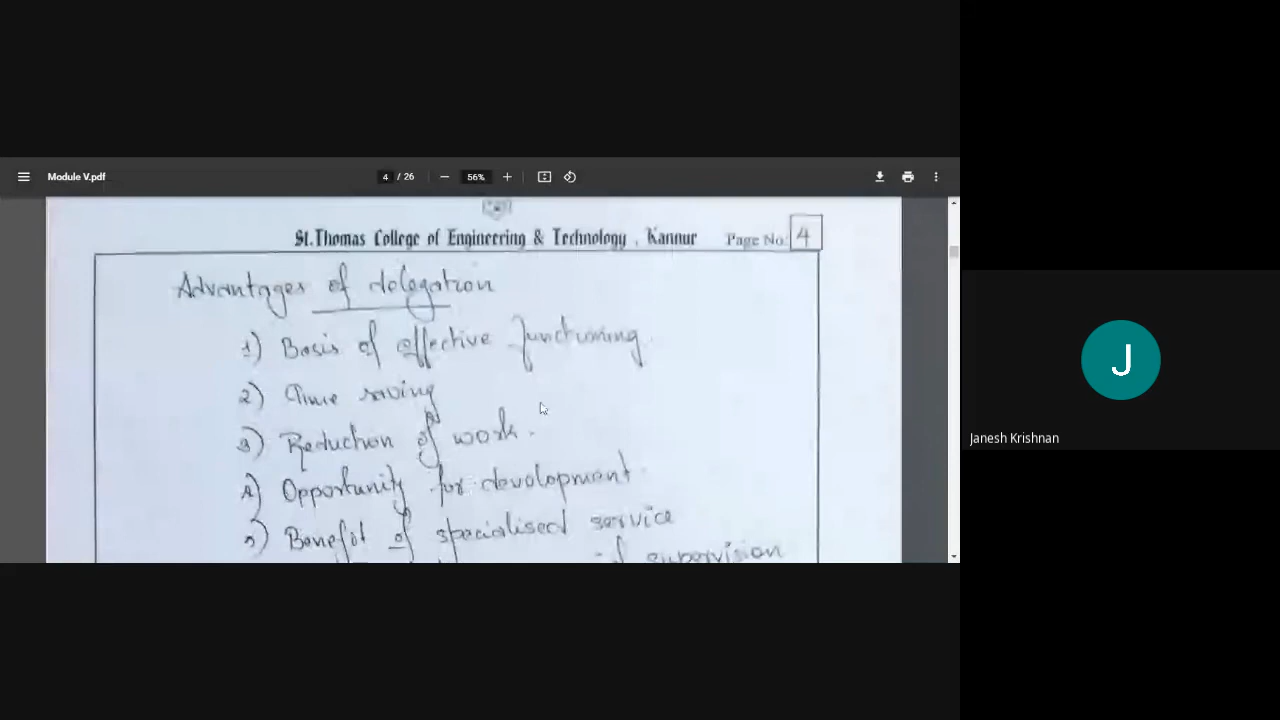 Module V.pdf
4 / 26
56%
St.Thomas College of Engineering & Technology , Kannur
Page No. 4
Advantages of delegation
1) Basis of effective functioning
2) Time saving
3) Reduction of work.
4) Opportunity for development
5) Benefit of specialised service
of supervision
J
Janesh Krishnan